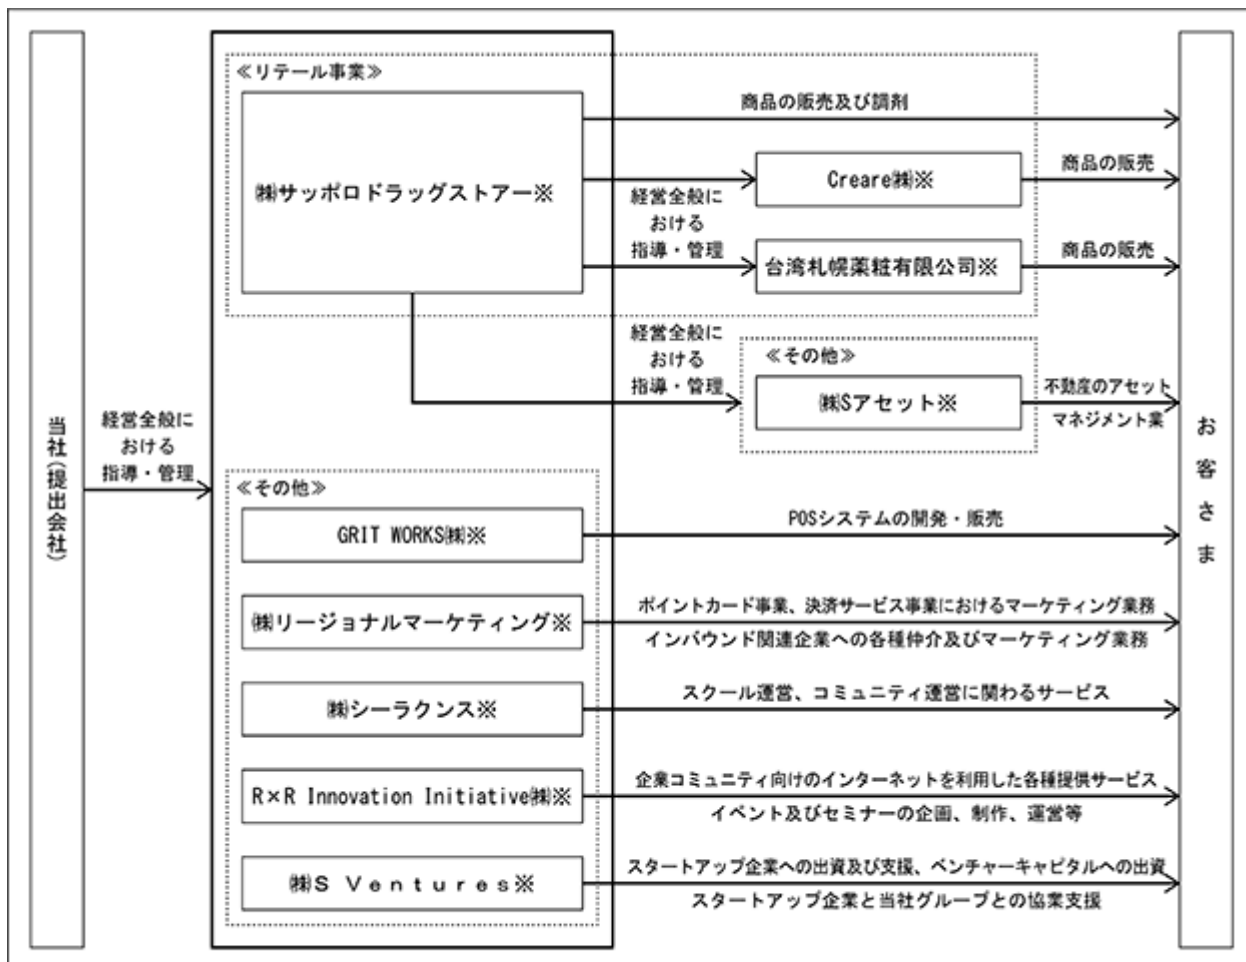 ≪リテール事業≫
商品の販売及び調剤
㈱サッポロドラッグストアー※
Creare㈱※
商品の販売
経営全般に
おける
指導・管理
台湾札幌薬粧有限公司※
商品の販売
経営全般に
おける
指導・管理
≪その他≫
㈱Sアセット※
不動産のアセット
マネジメント業
当社(提出会社)
経営全般に
おける
指導・管理
お客さま
≪その他≫
GRIT WORKS㈱※
POSシステムの開発・販売
㈱リージョナルマーケティング※
ポイントカード事業、決済サービス事業におけるマーケティング業務
インバウンド関連企業への各種仲介及びマーケティング業務
㈱シーラクンス※
スクール運営、コミュニティ運営に関わるサービス
R×R Innovation Initiative㈱※
企業コミュニティ向けのインターネットを利用した各種提供サービス
イベント及びセミナーの企画、制作、運営等
㈱S Ventures※
スタートアップ企業への出資及び支援、ベンチャーキャピタルへの出資
スタートアップ企業と当社グループとの協業支援